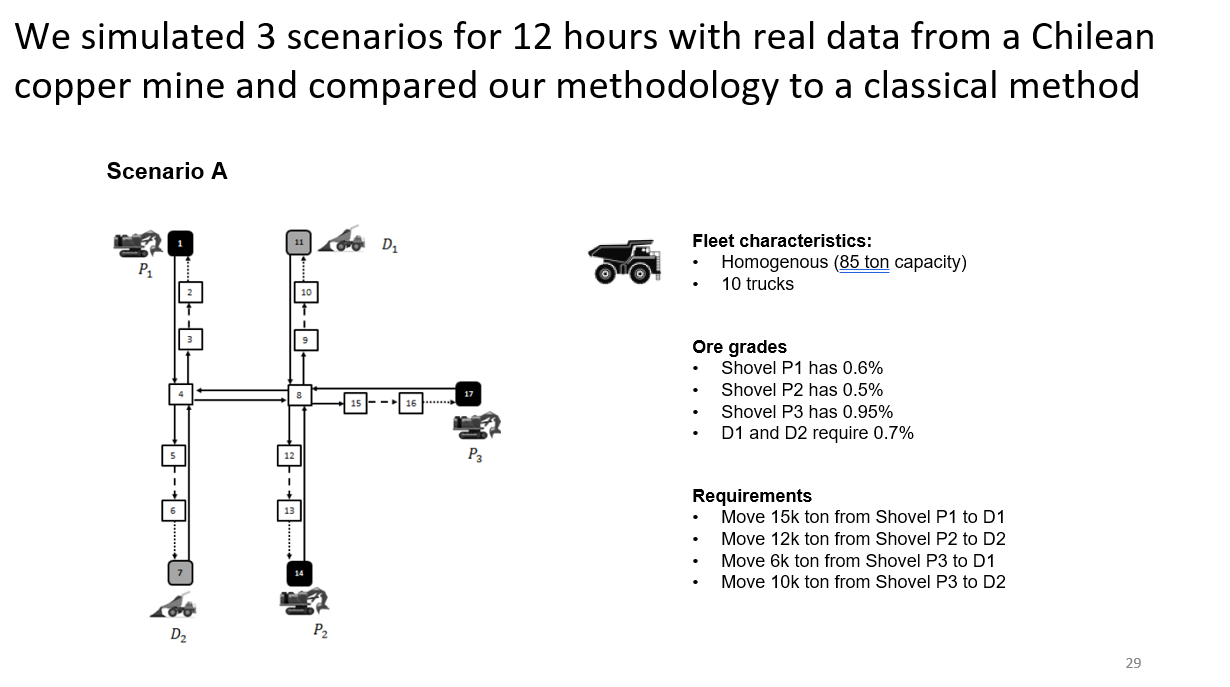 We simulated 3 scenarios for 12 hours with real data from a Chilean
copper mine and compared our methodology to a classical method
Scenario A
1
P1
2
3
4
5
6
7
D2
11
D1
10
9
8
15
16
17
P3
12
13
14
P2
Fleet characteristics:
• Homogenous (85 ton capacity)
• 10 trucks
Ore grades
• Shovel P1 has 0.6%
• Shovel P2 has 0.5%
• Shovel P3 has 0.95%
• D1 and D2 require 0.7%
Requirements
• Move 15k ton from Shovel P1 to D1
• Move 12k ton from Shovel P2 to D2
• Move 6k ton from Shovel P3 to D1
• Move 10k ton from Shovel P3 to D2
29